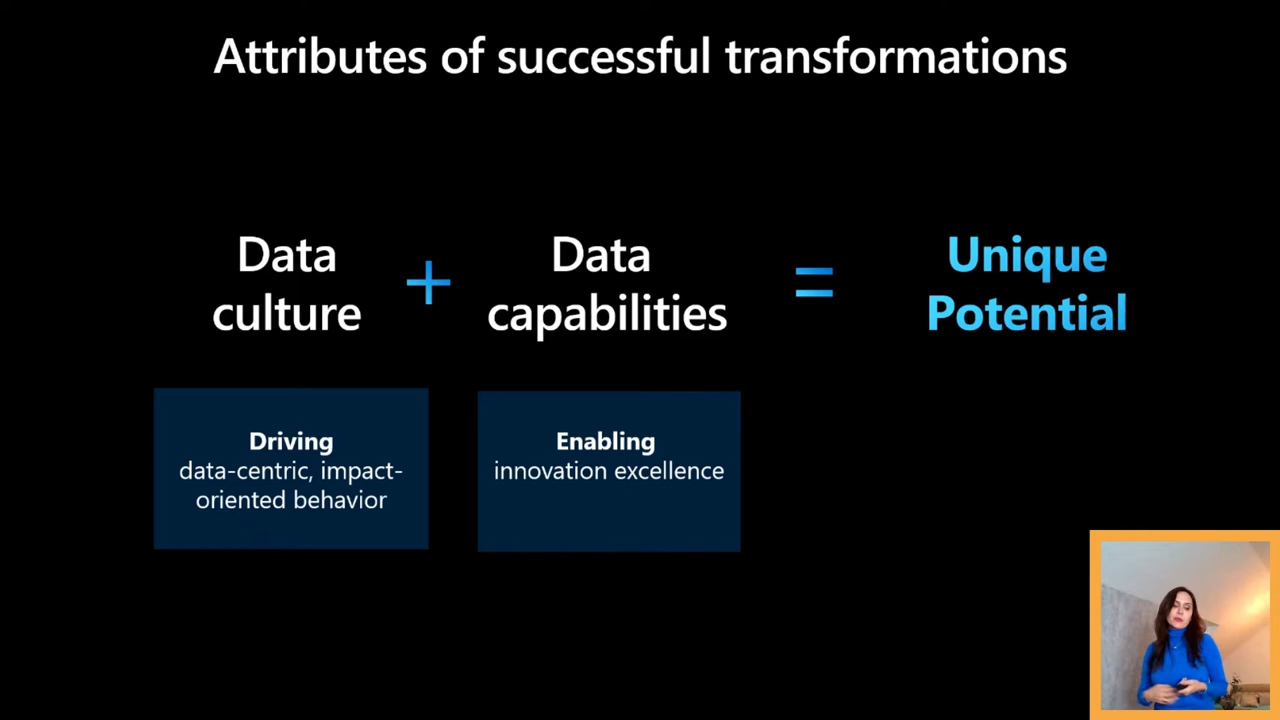 Attributes of successful transformations
Data
culture
+
Data
capabilities
=
Unique
Potential
Driving
data-centric, impact-
oriented behavior
Enabling
innovation excellence